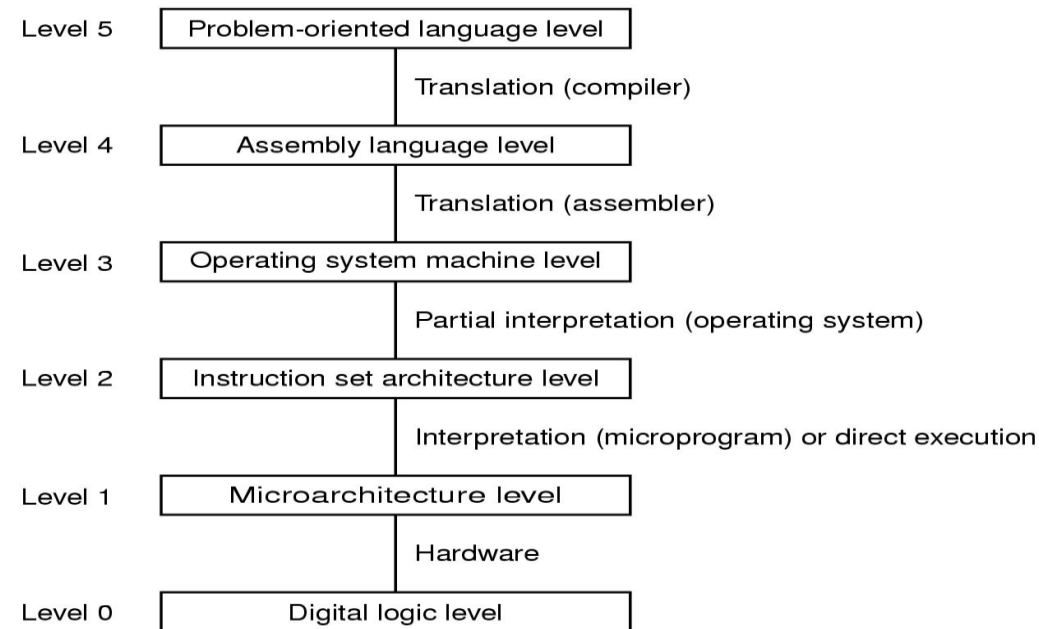 Level 5 Problem-oriented language level
Translation (compiler)
Level 4 Assembly language level
Translation (assembler)
Level 3 Operating system machine level
Partial interpretation (operating system)
Level 2 Instruction set architecture level
Interpretation (microprogram) or direct execution
Level 1 Microarchitecture level
Hardware
Level 0 Digital logic level